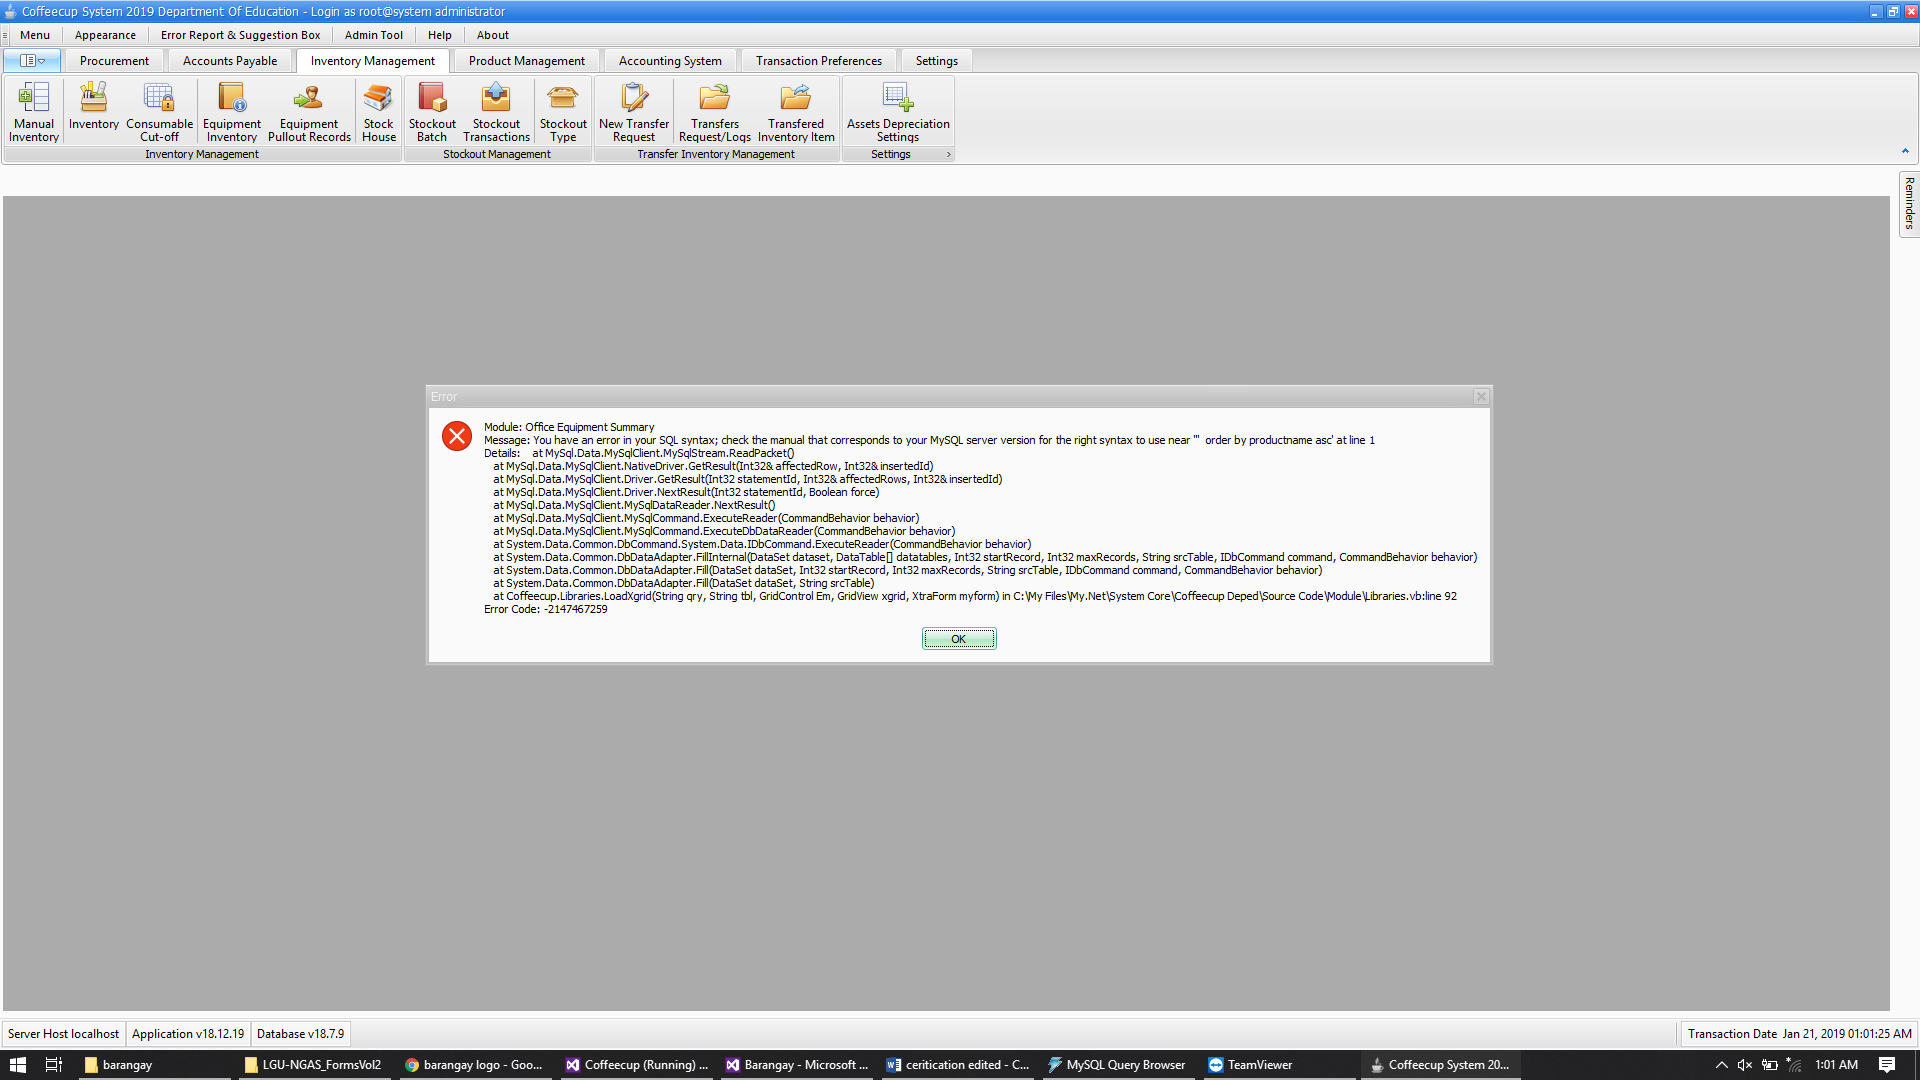 Coffeecup System 2019 Department Of Education - Login as root@system administrator
Menu Appearance Error Report & Suggestion Box Admin Tool Help About
Procurement Accounts Payable Inventory Management Product Management Accounting System Transaction Preferences Settings
Manual Inventory Inventory Consumable Cut-off Equipment Inventory Equipment Pullout Records Stock House Stockout Batch Stockout Transactions Stockout Type New Transfer Request Transfers Request/Logs Transfered Inventory Item Assets Depreciation Settings
Inventory Management Stockout Management Transfer Inventory Management Settings
Reminders
Error
Module: Office Equipment Summary
Message: You have an error in your SQL syntax; check the manual that corresponds to your MySQL server version for the right syntax to use near '''  order by productname asc' at line 1
Details:    at MySql.Data.MySqlClient.MySqlStream.ReadPacket()
at MySql.Data.MySqlClient.NativeDriver.GetResult(Int32& affectedRow, Int32& insertedId)
at MySql.Data.MySqlClient.Driver.GetResult(Int32 statementId, Int32& affectedRows, Int32& insertedId)
at MySql.Data.MySqlClient.Driver.NextResult(Int32 statementId, Boolean force)
at MySql.Data.MySqlClient.MySqlDataReader.NextResult()
at MySql.Data.MySqlClient.MySqlCommand.ExecuteReader(CommandBehavior behavior)
at MySql.Data.MySqlClient.MySqlCommand.ExecuteDbDataReader(CommandBehavior behavior)
at System.Data.Common.DbCommand.System.Data.IDbCommand.ExecuteReader(CommandBehavior behavior)
at System.Data.Common.DbDataAdapter.FillInternal(DataSet dataset, DataTable[] datatables, Int32 startRecord, Int32 maxRecords, String srcTable, IDbCommand command, CommandBehavior behavior)
at System.Data.Common.DbDataAdapter.Fill(DataSet dataSet, Int32 startRecord, Int32 maxRecords, String srcTable, IDbCommand command, CommandBehavior behavior)
at System.Data.Common.DbDataAdapter.Fill(DataSet dataSet, String srcTable)
at Coffeecup.Libraries.LoadXgrid(String qry, String tbl, GridControl Em, GridView xgrid, XtraForm myform) in C:\My Files\My.Net\System Core\Coffeecup Deped\Source Code\Module\Libraries.vb:line 92
Error Code: -2147467259
OK
Server Host localhost Application v18.12.19 Database v18.7.9 Transaction Date Jan 21, 2019 01:01:25 AM
barangay LGU-NGAS_FormsVol2 barangay logo - Goo... Coffeecup (Running) ... Barangay - Microsoft ... ceritication edited - C... MySQL Query Browser TeamViewer Coffeecup System 20... 1:01 AM